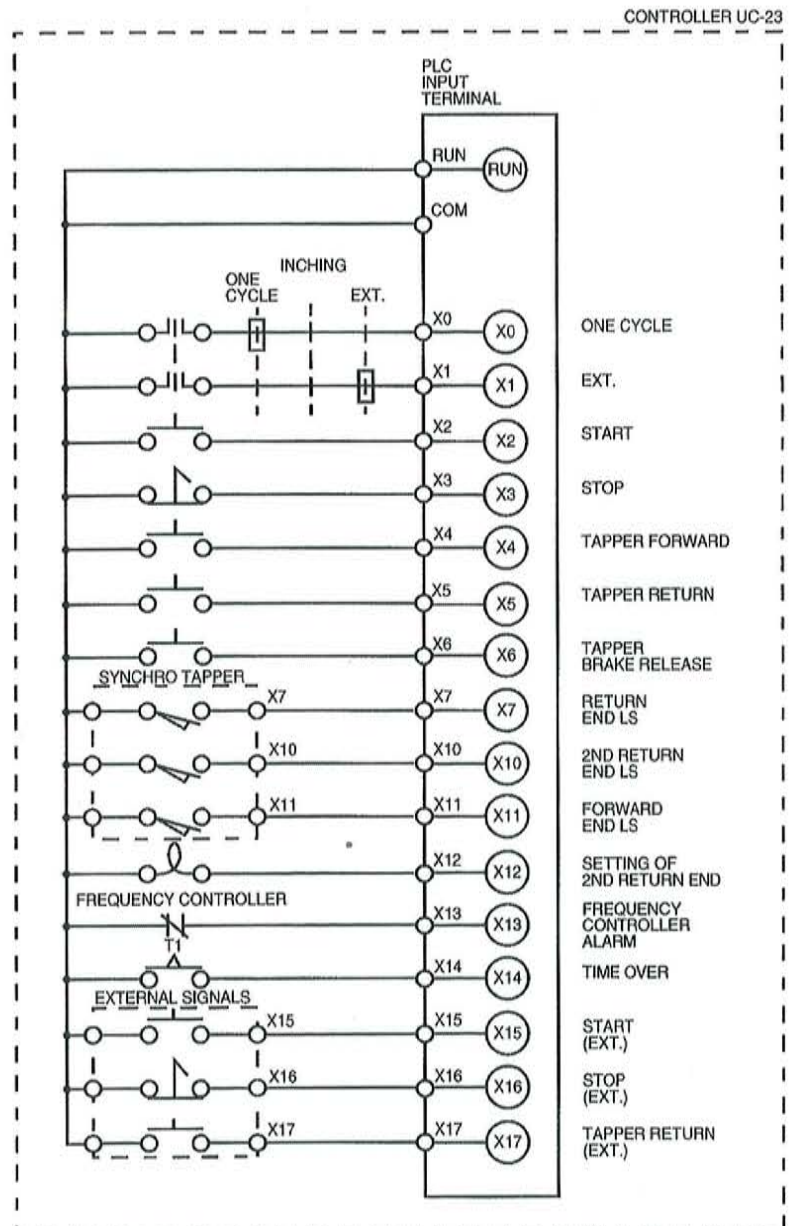 CONTROLLER UC-23
PLC
INPUT
TERMINAL
RUN
RUN
COM
INCHING
ONE
CYCLE
EXT.
X0
X0
ONE CYCLE
X1
X1
EXT.
X2
X2
START
X3
X3
STOP
X4
X4
TAPPER FORWARD
X5
X5
TAPPER RETURN
X6
X6
TAPPER
BRAKE RELEASE
SYNCHRO TAPPER
X7
X7
X7
RETURN
END LS
X10
X10
X10
2ND RETURN
END LS
X11
X11
X11
FORWARD
END LS
X12
X12
SETTING OF
2ND RETURN END
FREQUENCY CONTROLLER
X13
X13
FREQUENCY
CONTROLLER
ALARM
T1
X14
X14
TIME OVER
EXTERNAL SIGNALS
X15
X15
X15
START
(EXT.)
X16
X16
X16
STOP
(EXT.)
X17
X17
X17
TAPPER RETURN
(EXT.)